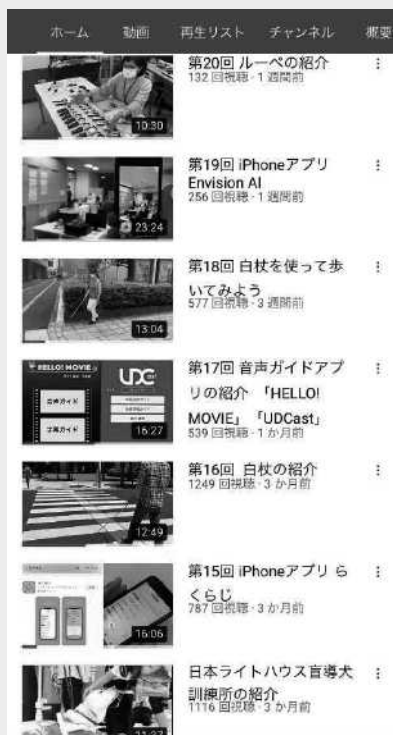 ホーム 動画 再生リスト チャンネル 概要
10:30
第20回 ルーペの紹介
132 回視聴・1 週間前
23:24
第19回 iPhoneアプリ
Envision AI
256 回視聴・1 週間前
13:04
第18回 白杖を使って歩
いてみよう
577 回視聴・3 週間前
HELLO! MOVIE
UDCast
音声ガイド
字幕ガイド
16:27
第17回 音声ガイドアプ
リの紹介 「HELLO!
MOVIE」「UDCast」
539 回視聴・1 か月前
12:49
第16回 白杖の紹介
1249 回視聴・3 か月前
16:06
第15回 iPhoneアプリ ら
くらじ
787 回視聴・3 か月前
日本ライトハウス盲導犬
訓練所の紹介
1116 回視聴・3 か月前